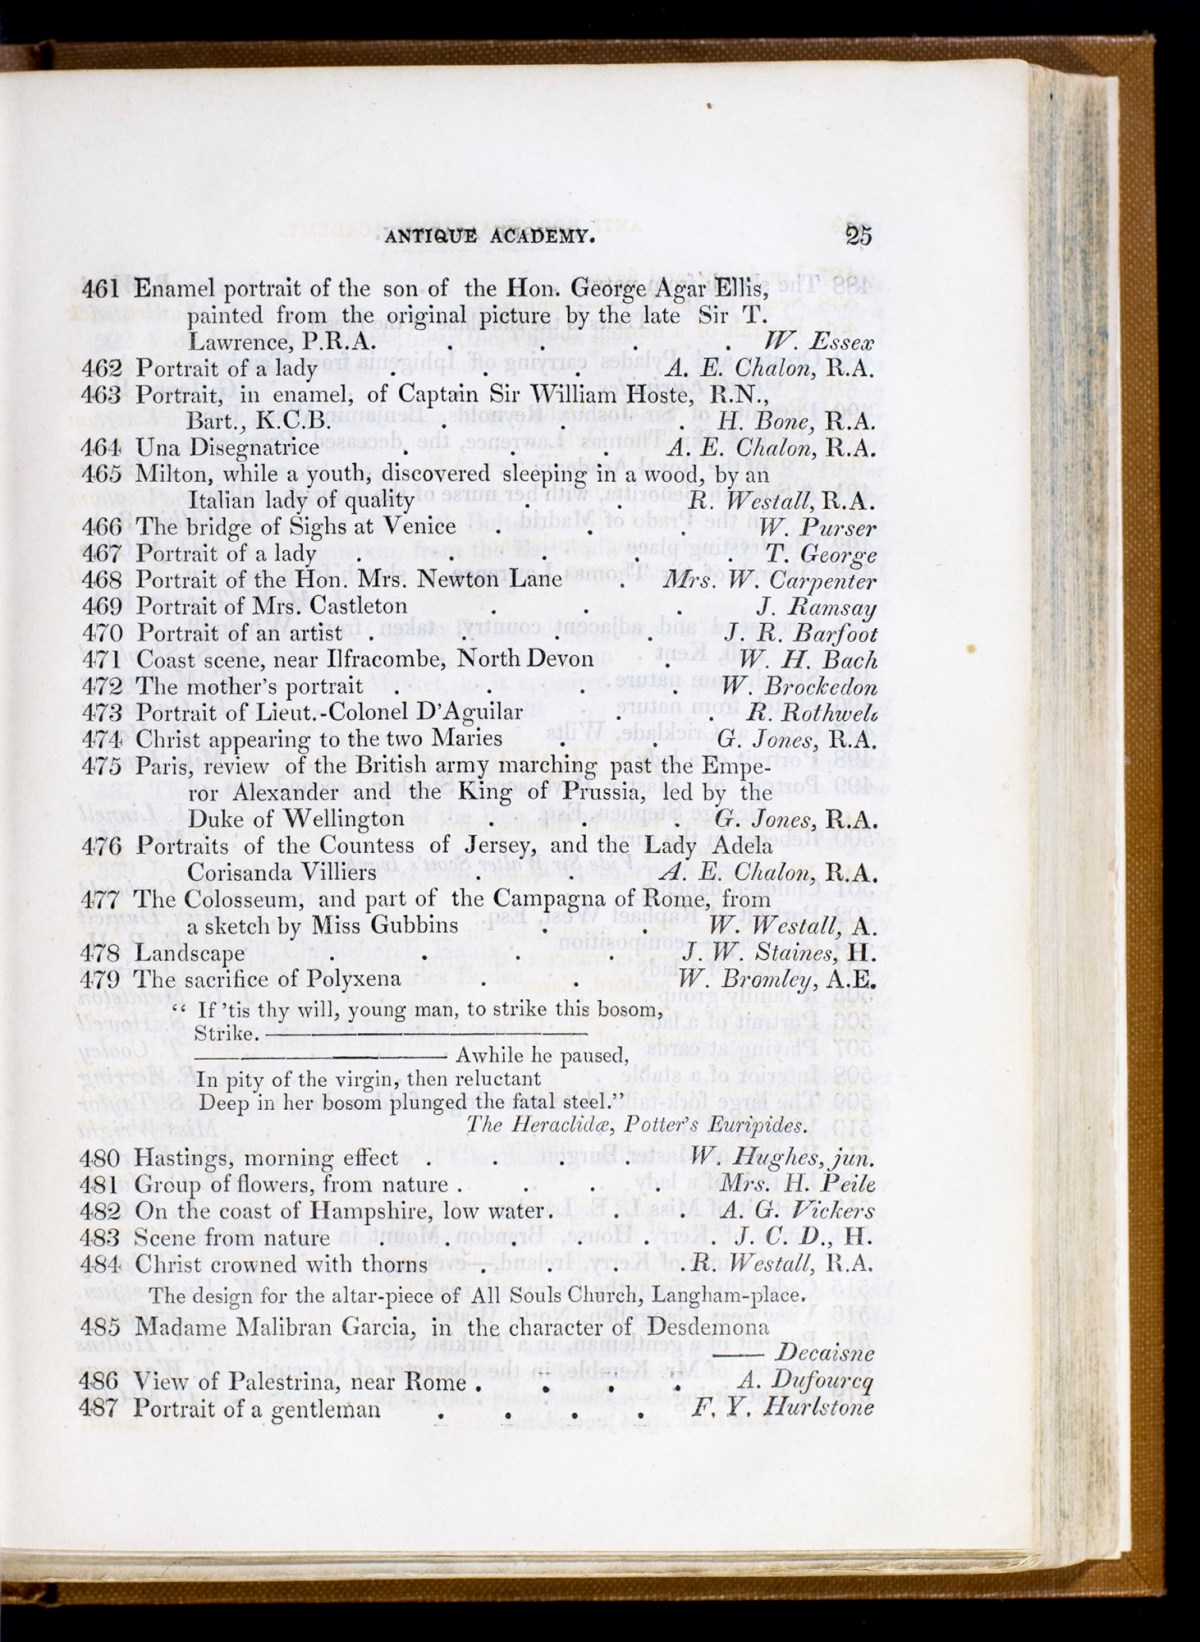 ANTIQUE ACADEMY. 25
461 Enamel portrait of the son of the Hon. George Agar Ellis,
painted from the original picture by the late Sir T.
Lawrence, P.R.A. . . . . W. Essex
462 Portrait of a lady . . . . A. E. Chalon, R.A.
463 Portrait, in enamel, of Captain Sir William Hoste, R.N.,
Bart., K.C.B. . . . H. Bone, R.A.
464 Una Disegnatrice . . . A. E. Chalon, R.A.
465 Milton, while a youth, discovered sleeping in a wood, by an
Italian lady of quality . . R. Westall, R.A.
466 The bridge of Sighs at Venice . . . W. Purser
467 Portrait of a lady . . . . T. George
468 Portrait of the Hon. Mrs. Newton Lane . Mrs. W. Carpenter
469 Portrait of Mrs. Castleton . . . J. Ramsay
470 Portrait of an artist . . . . J. R. Barfoot
471 Coast scene, near Ilfracombe, North Devon . W. H. Bach
472 The mother's portrait . . . . W. Brockedon
473 Portrait of Lieut.-Colonel D'Aguilar . . R. Rothwell
474 Christ appearing to the two Maries . . G. Jones, R.A.
475 Paris, review of the British army marching past the Empe-
ror Alexander and the King of Prussia, led by the
Duke of Wellington . . . G. Jones, R.A.
476 Portraits of the Countess of Jersey, and the Lady Adela
Corisanda Villiers . . . A. E. Chalon, R.A.
477 The Colosseum, and part of the Campagna of Rome, from
a sketch by Miss Gubbins . . W. Westall, A.
478 Landscape . . . . J. W. Staines, H.
479 The sacrifice of Polyxena . . W. Bromley, A.E.
“ If 'tis thy will, young man, to strike this bosom,
Strike. ——————
—————— Awhile he paused,
In pity of the virgin, then reluctant
Deep in her bosom plunged the fatal steel.”
The Heraclidæ, Potter's Euripides.
480 Hastings, morning effect . . . . W. Hughes, jun.
481 Group of flowers, from nature . . . . Mrs. H. Peile
482 On the coast of Hampshire, low water . . . A. G. Vickers
483 Scene from nature . . . . . J. C. D., H.
484 Christ crowned with thorns . . . . R. Westall, R.A.
The design for the altar-piece of All Souls Church, Langham-place.
485 Madame Malibran Garcia, in the character of Desdemona
—— Decaisne
486 View of Palestrina, near Rome . . . . A. Dufourcq
487 Portrait of a gentleman . . . . F. Y. Hurlstone